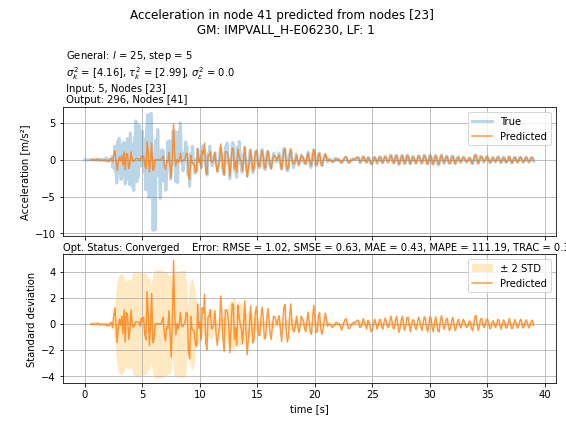 Acceleration in node 41 predicted from nodes [23]
GM: IMPVALL_H-E06230, LF: 1
General: l = 25, step = 5
σ²ₖ = [4.16], τ²ₖ = [2.99], σ²ε = 0.0
Input: 5, Nodes [23]
Output: 296, Nodes [41]
5
0
−5
−10
Acceleration [m/s²]
True
Predicted
Opt. Status: Converged Error: RMSE = 1.02, SMSE = 0.63, MAE = 0.43, MAPE = 111.19, TRAC = 0.3
4
2
0
−2
−4
Standard deviation
± 2 STD
Predicted
0 5 10 15 20 25 30 35 40
time [s]